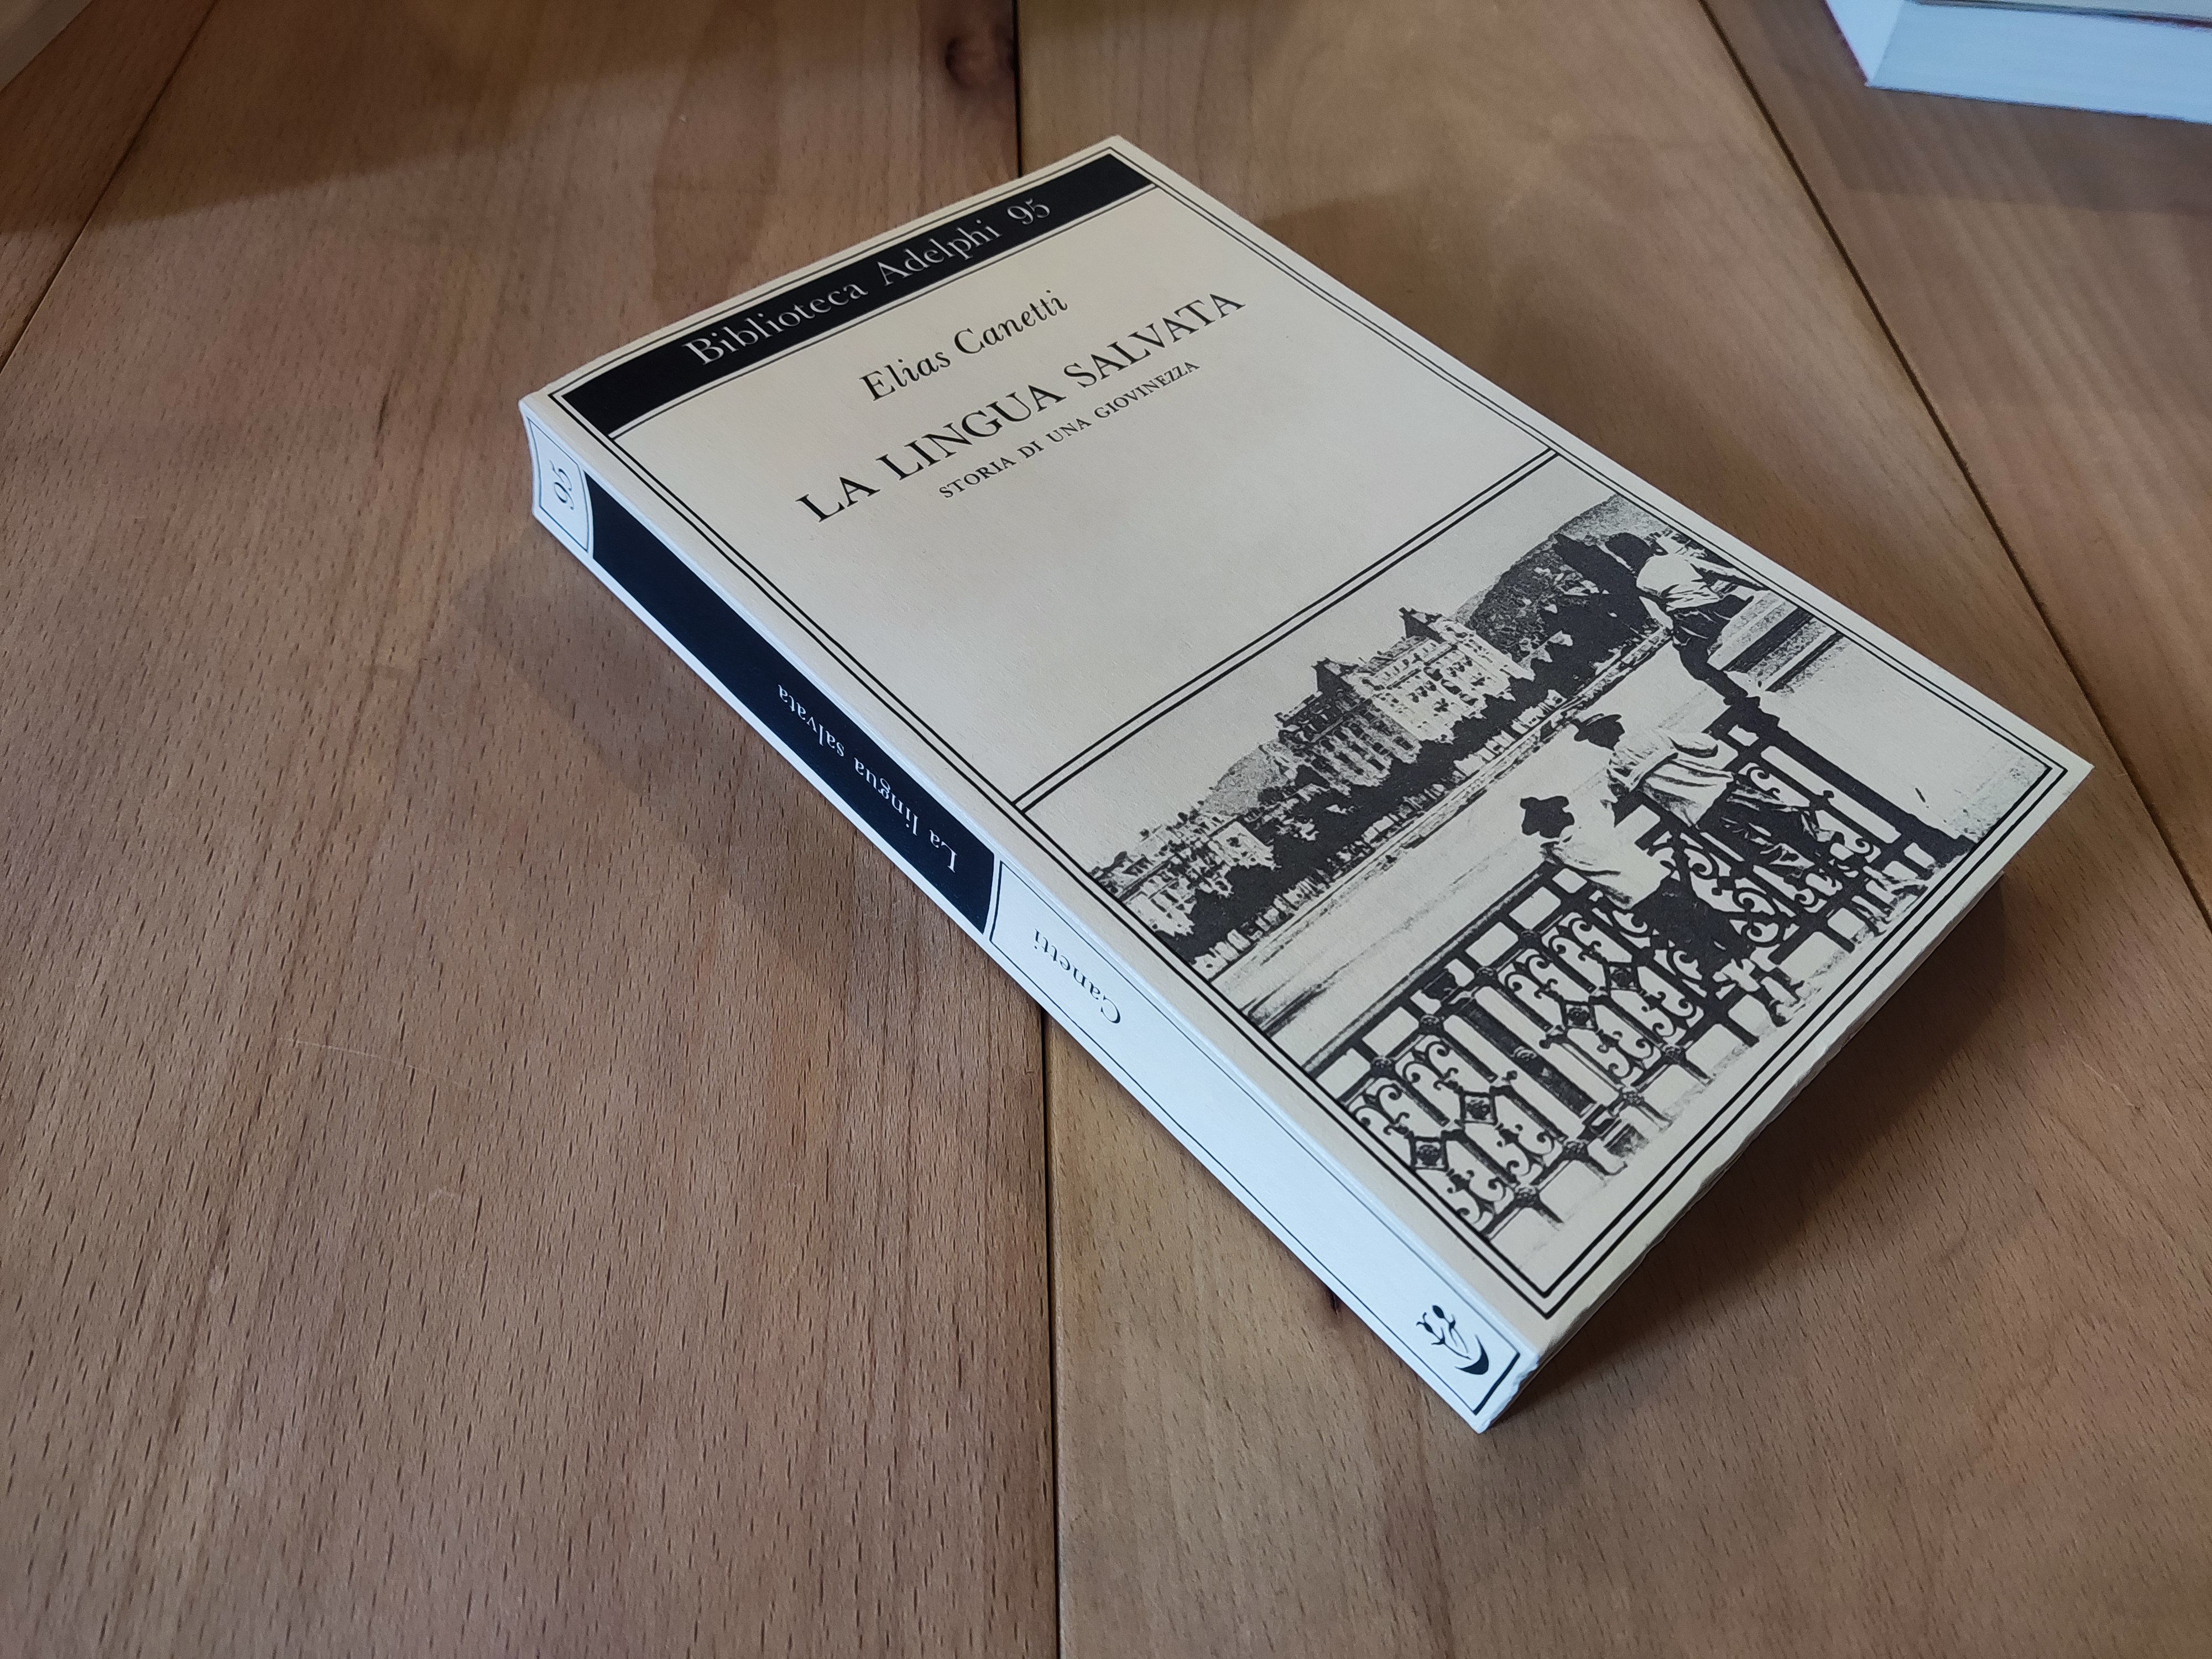 Biblioteca Adelphi 95
Elias Canetti
LA LINGUA SALVATA
STORIA DI UNA GIOVINEZZA
95
La lingua salvata
Canetti